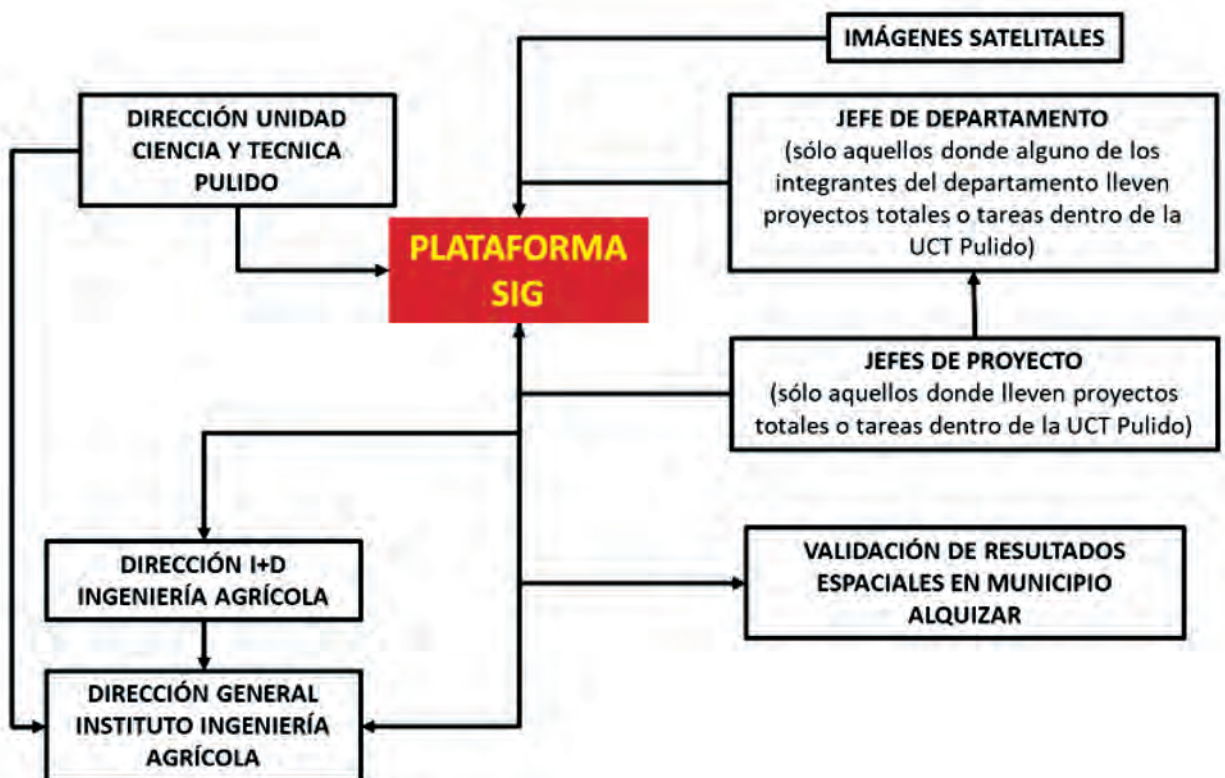 IMÁGENES SATELITALES
DIRECCIÓN UNIDAD
CIENCIA Y TECNICA
PULIDO
JEFE DE DEPARTAMENTO
(sólo aquellos donde alguno de los
integrantes del departamento lleven
proyectos totales o tareas dentro de la
UCT Pulido)
PLATAFORMA
SIG
JEFES DE PROYECTO
(sólo aquellos donde lleven proyectos
totales o tareas dentro de la UCT Pulido)
DIRECCIÓN I+D
INGENIERÍA AGRÍCOLA
VALIDACIÓN DE RESULTADOS
ESPACIALES EN MUNICIPIO
ALQUIZAR
DIRECCIÓN GENERAL
INSTITUTO INGENIERÍA
AGRÍCOLA